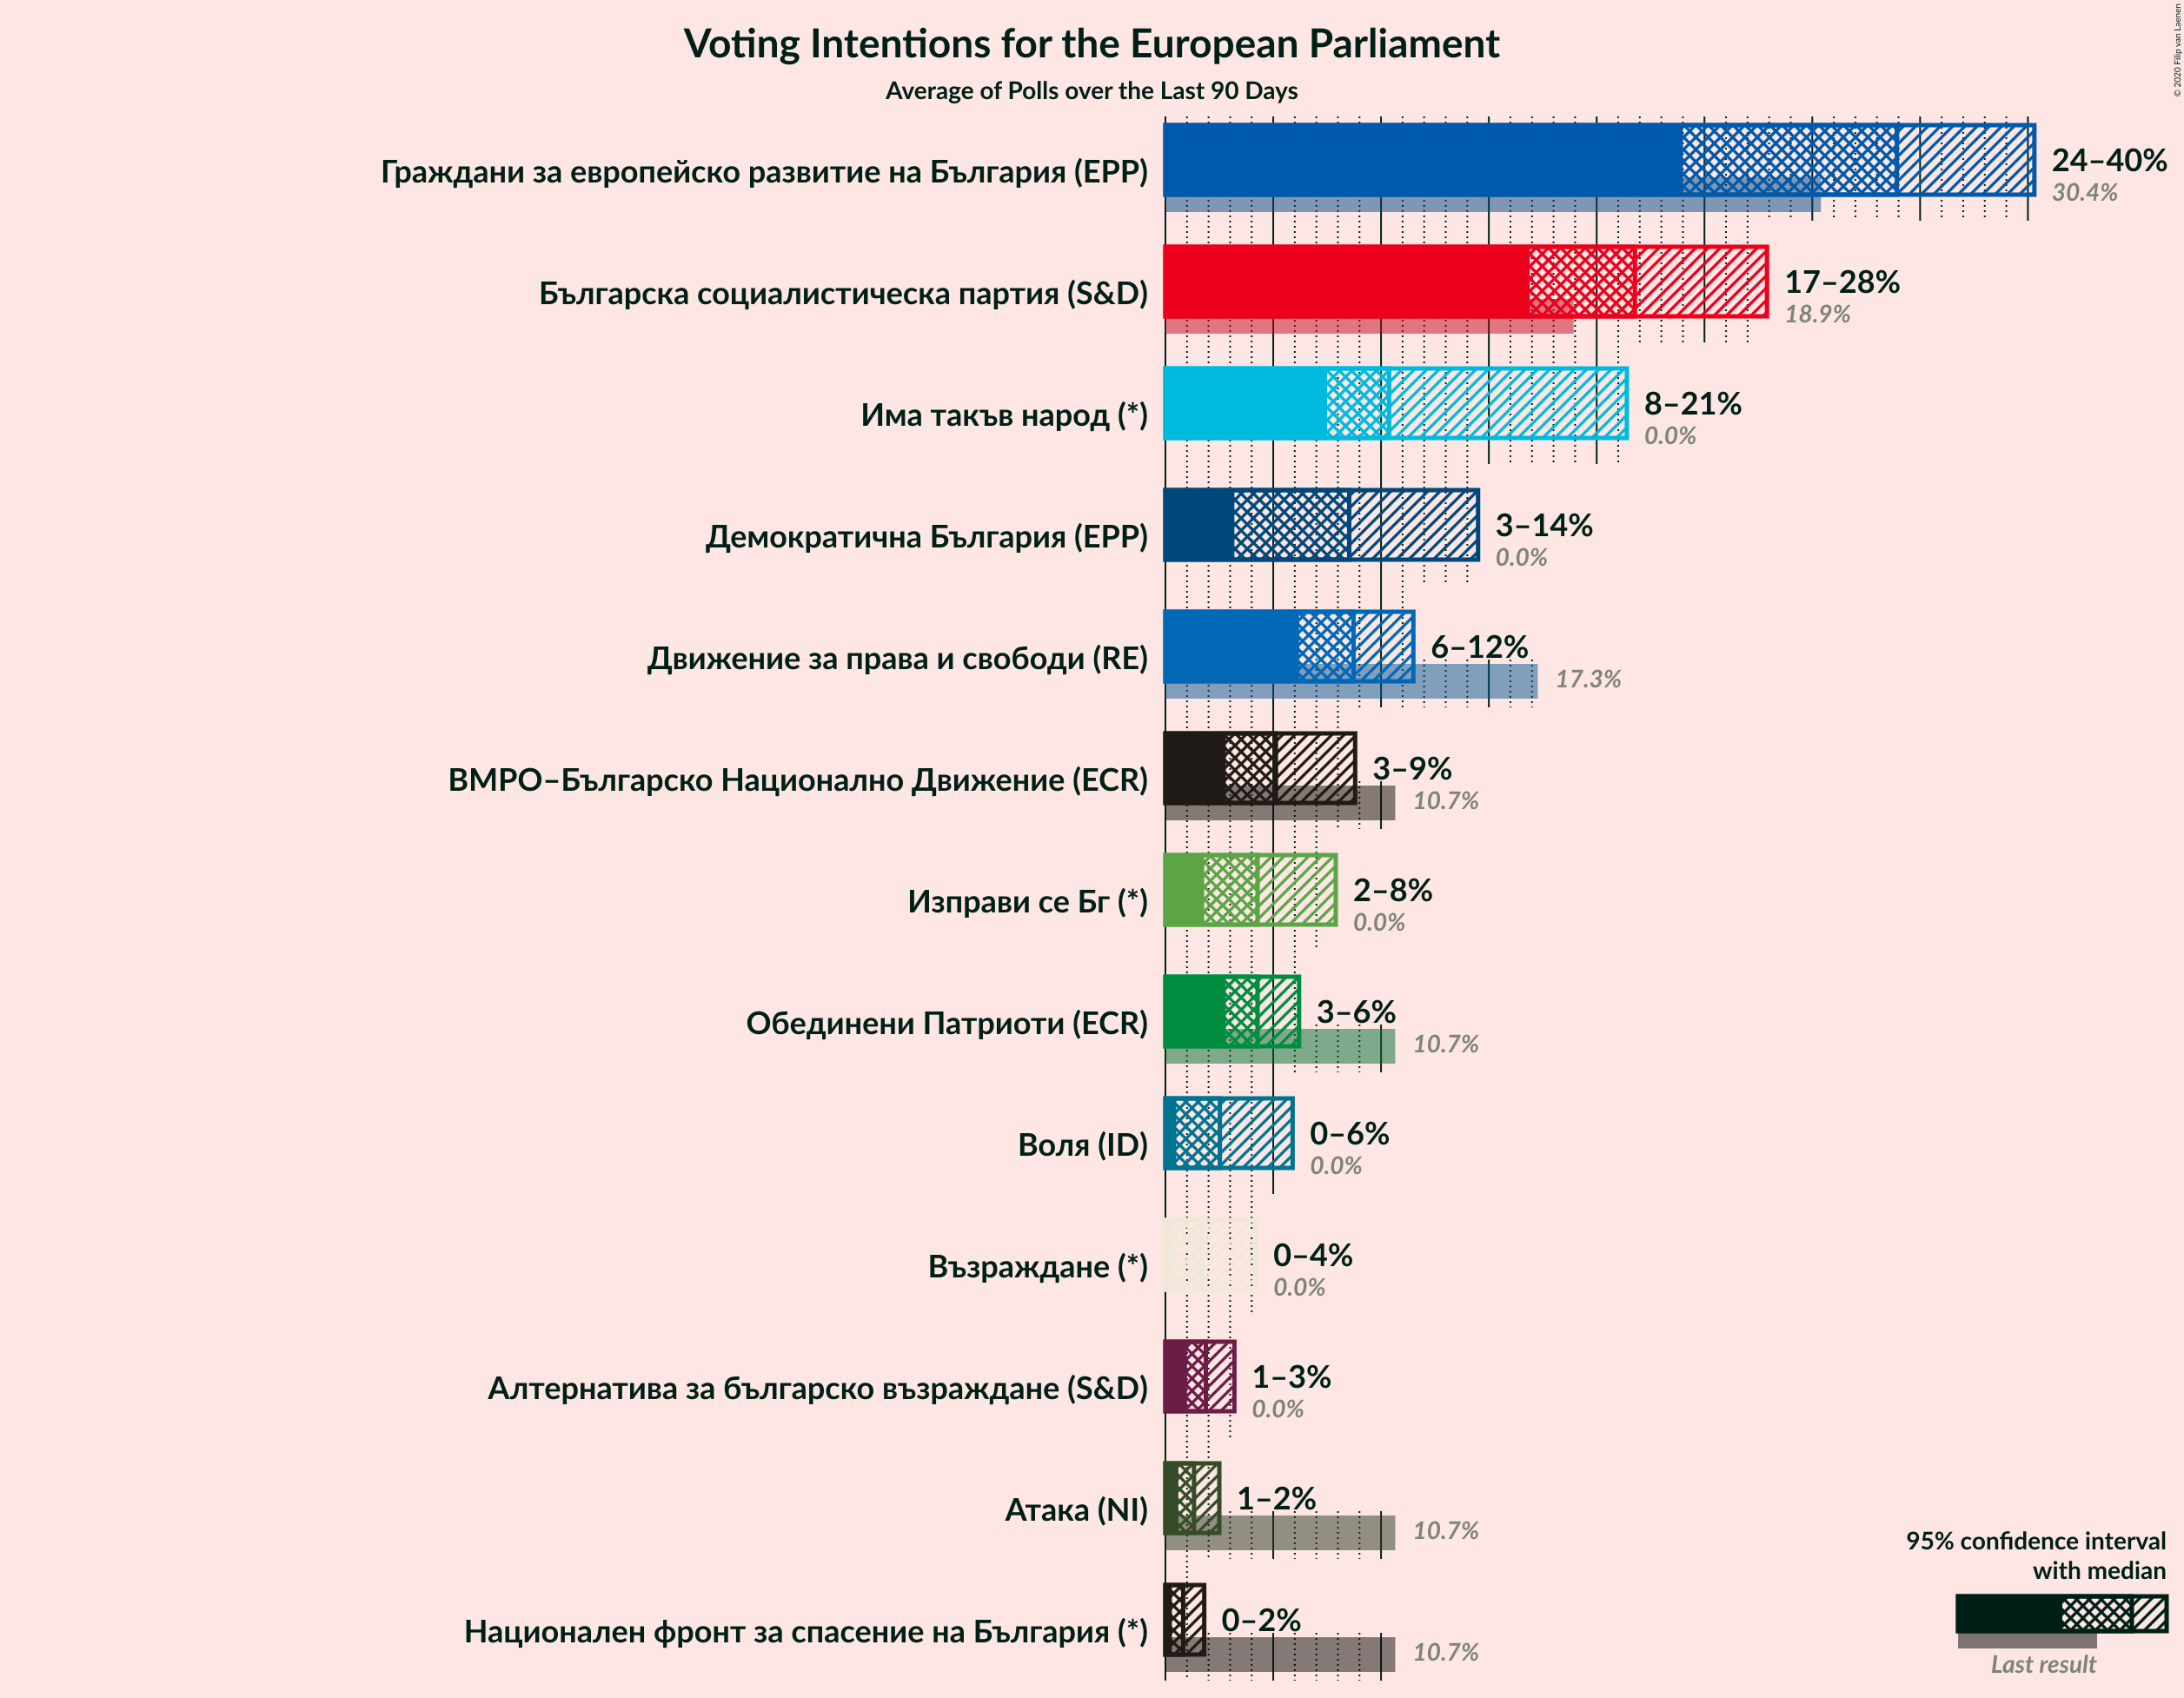 Voting Intentions for the European Parliament
Average of Polls over the Last 90 Days
© 2020 Filip van Laenen
Граждани за европейско развитие на България (EPP)
24–40%
30.4%
Българска социалистическа партия (S&D)
17–28%
18.9%
Има такъв народ (*)
8–21%
0.0%
Демократична България (EPP)
3–14%
0.0%
Движение за права и свободи (RE)
6–12%
17.3%
ВМРО–Българско Национално Движение (ECR)
3–9%
10.7%
Изправи се Бг (*)
2–8%
0.0%
Обединени Патриоти (ECR)
3–6%
10.7%
Воля (ID)
0–6%
0.0%
Възраждане (*)
0–4%
0.0%
Алтернатива за българско възраждане (S&D)
1–3%
0.0%
Атака (NI)
1–2%
10.7%
Национален фронт за спасение на България (*)
0–2%
10.7%
95% confidence interval
with median
Last result